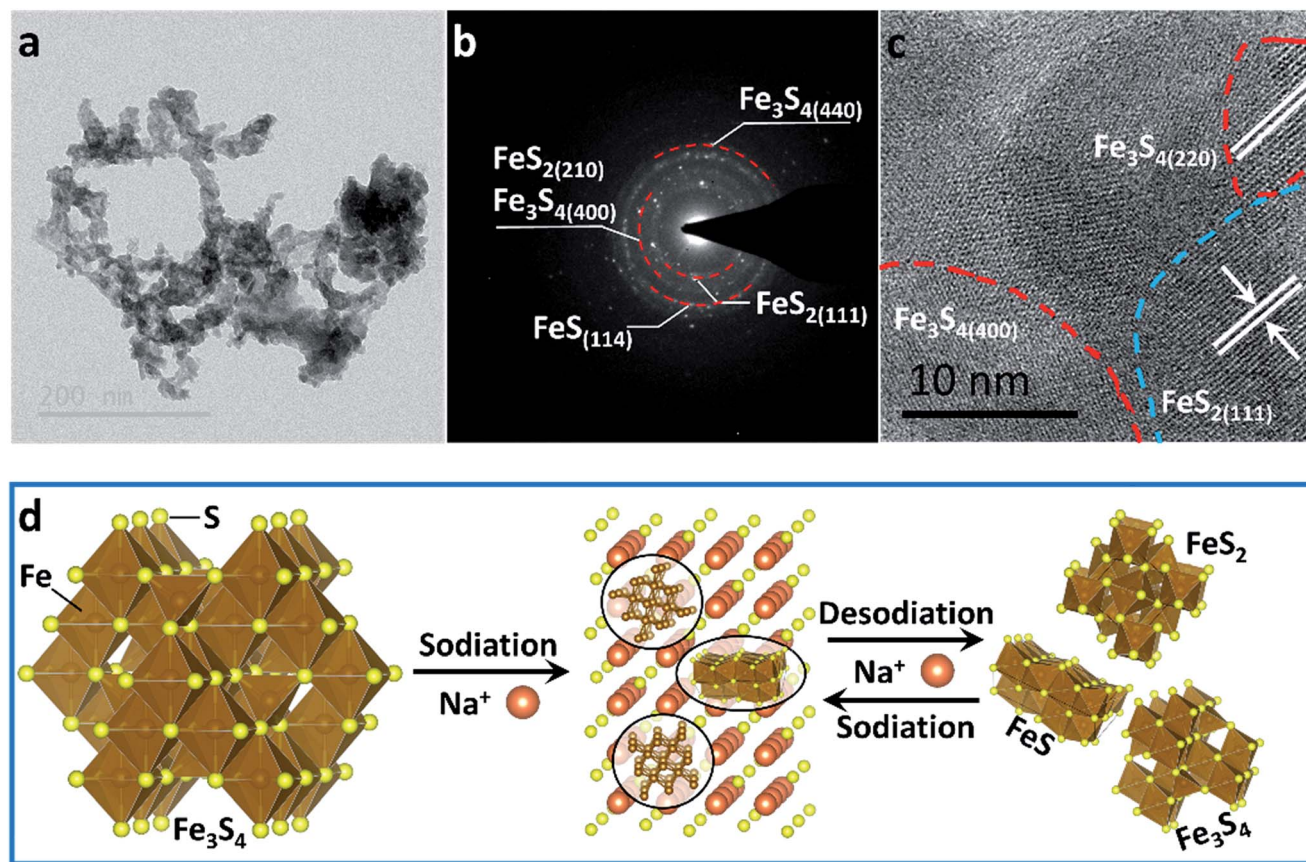 a
200 nm
b
Fe₃S₄₍₄₄₀₎
FeS₂₍₂₁₀₎
Fe₃S₄₍₄₀₀₎
FeS₂₍₁₁₁₎
FeS₍₁₁₄₎
c
Fe₃S₄₍₂₂₀₎
Fe₃S₄₍₄₀₀₎
10 nm
FeS₂₍₁₁₁₎
d
S
Fe
Fe₃S₄
Sodiation
Na⁺
Desodiation
Na⁺
Sodiation
FeS₂
FeS
Fe₃S₄